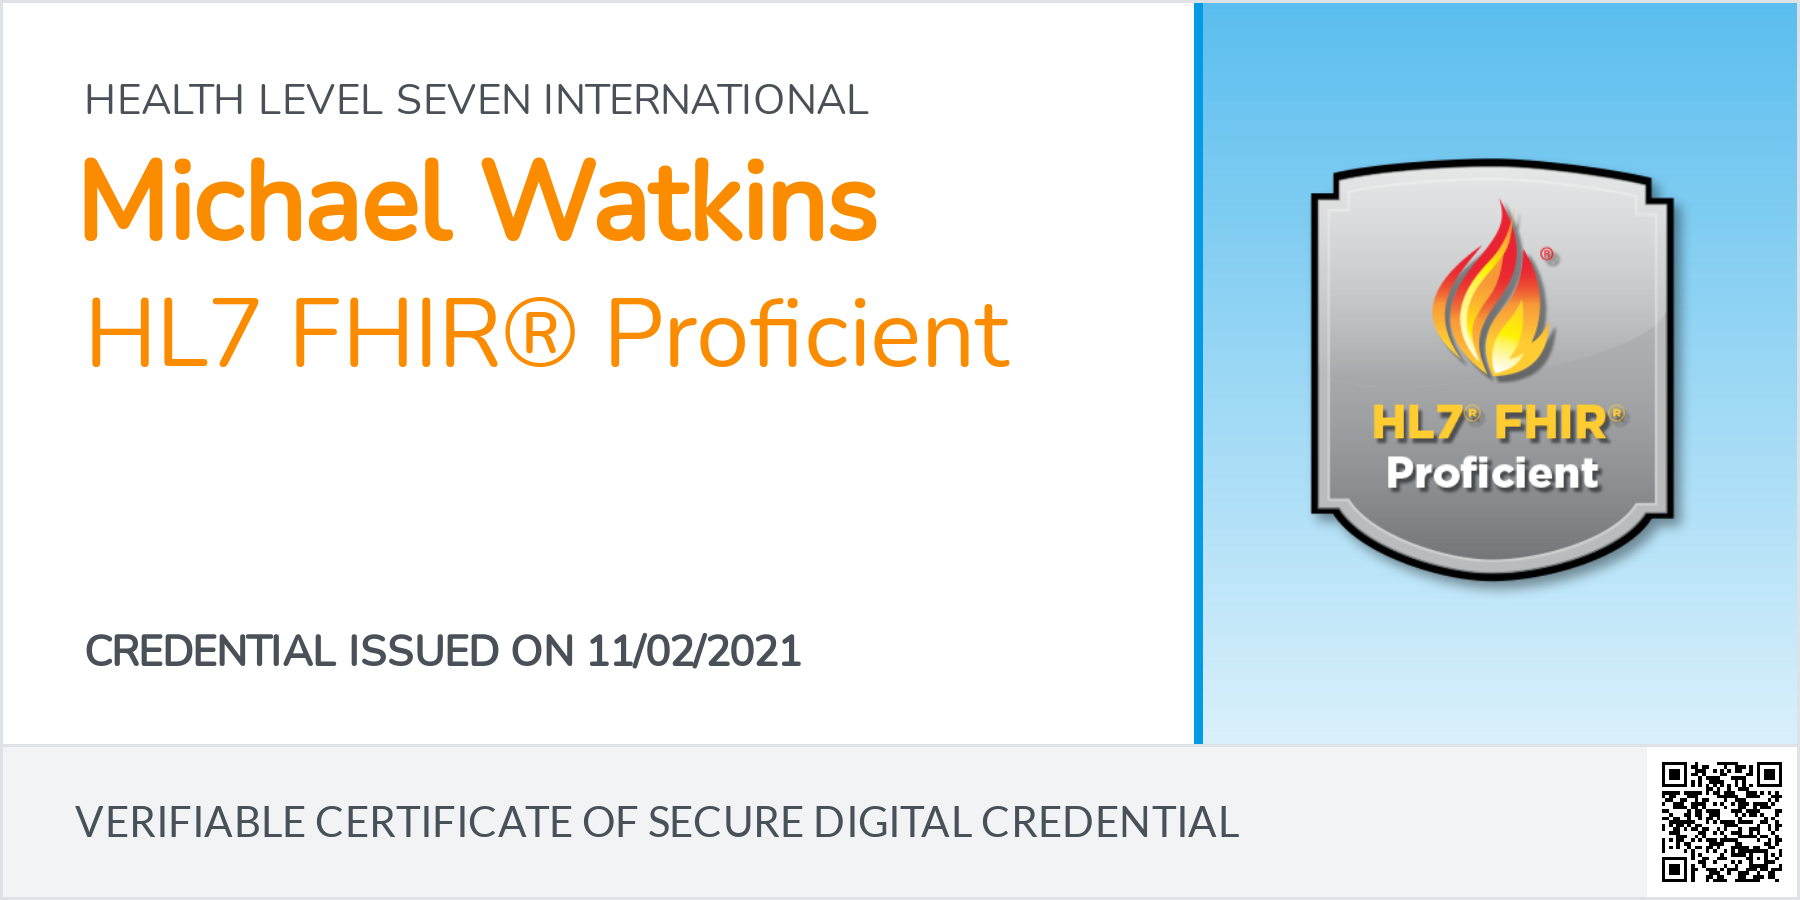 HEALTH LEVEL SEVEN INTERNATIONAL
Michael Watkins
HL7 FHIR® Proficient
CREDENTIAL ISSUED ON 11/02/2021
®
HL7® FHIR®
Proficient
VERIFIABLE CERTIFICATE OF SECURE DIGITAL CREDENTIAL